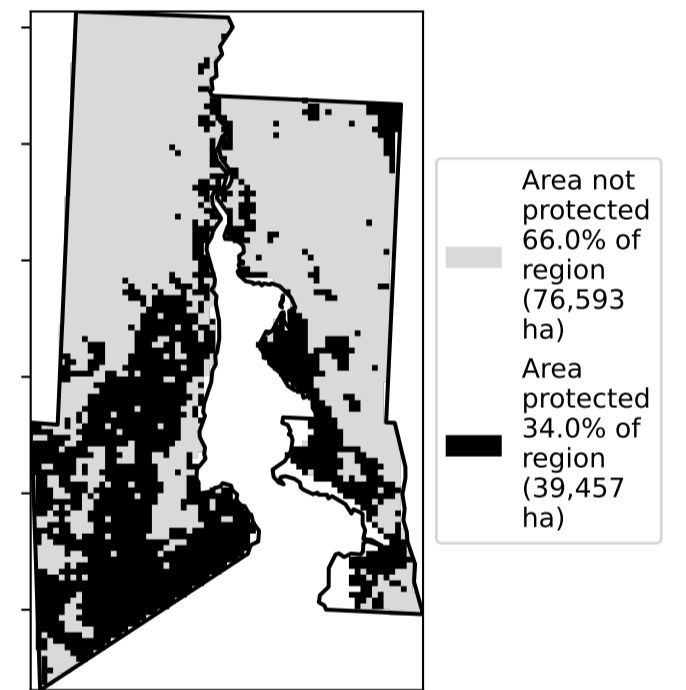 Area not
protected
66.0% of
region
(76,593
ha)
Area
protected
34.0% of
region
(39,457
ha)